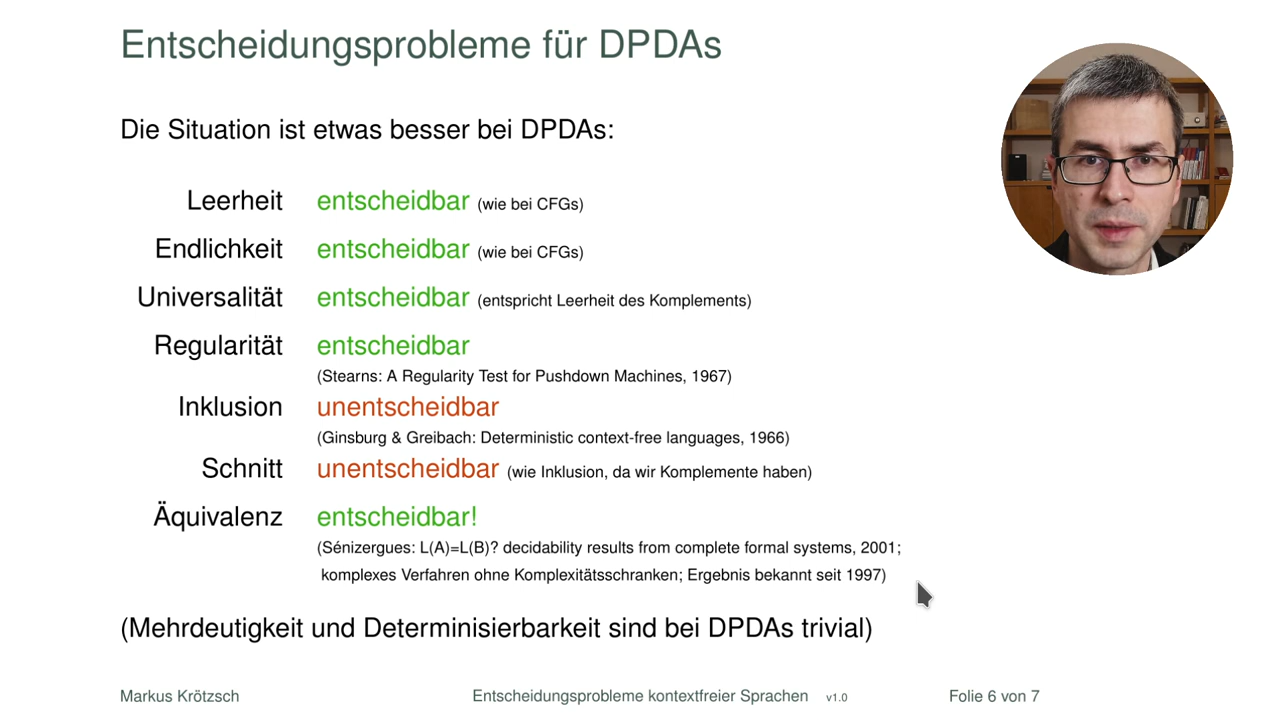 Entscheidungsprobleme für DPDAs
Die Situation ist etwas besser bei DPDAs:
Leerheit entscheidbar (wie bei CFGs)
Endlichkeit entscheidbar (wie bei CFGs)
Universalität entscheidbar (entspricht Leerheit des Komplements)
Regularität entscheidbar
(Stearns: A Regularity Test for Pushdown Machines, 1967)
Inklusion unentscheidbar
(Ginsburg & Greibach: Deterministic context-free languages, 1966)
Schnitt unentscheidbar (wie Inklusion, da wir Komplemente haben)
Äquivalenz entscheidbar!
(Sénizergues: L(A)=L(B)? decidability results from complete formal systems, 2001;
komplexes Verfahren ohne Komplexitätsschranken; Ergebnis bekannt seit 1997)
(Mehrdeutigkeit und Determinisierbarkeit sind bei DPDAs trivial)
Markus Krötzsch Entscheidungsprobleme kontextfreier Sprachen v1.0 Folie 6 von 7